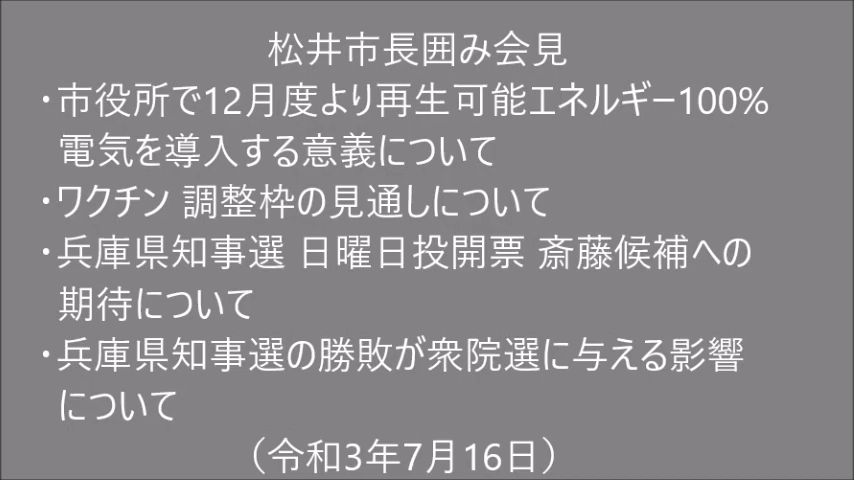 松井市長囲み会見
・市役所で12月度より再生可能エネルギー100%
電気を導入する意義について
・ワクチン 調整枠の見通しについて
・兵庫県知事選 日曜日投開票 斎藤候補への
期待について
・兵庫県知事選の勝敗が衆院選に与える影響
について
（令和3年7月16日）